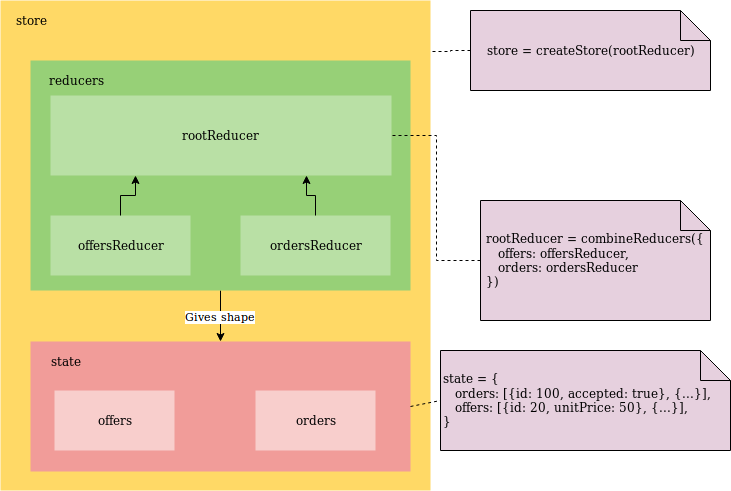 store
store = createStore(rootReducer)
reducers
rootReducer
offersReducer
ordersReducer
rootReducer = combineReducers({
offers: offersReducer,
orders: ordersReducer
})
Gives shape
state
offers
orders
state = {
orders: [{id: 100, accepted: true}, {...}],
offers: [{id: 20, unitPrice: 50}, {...}],
}